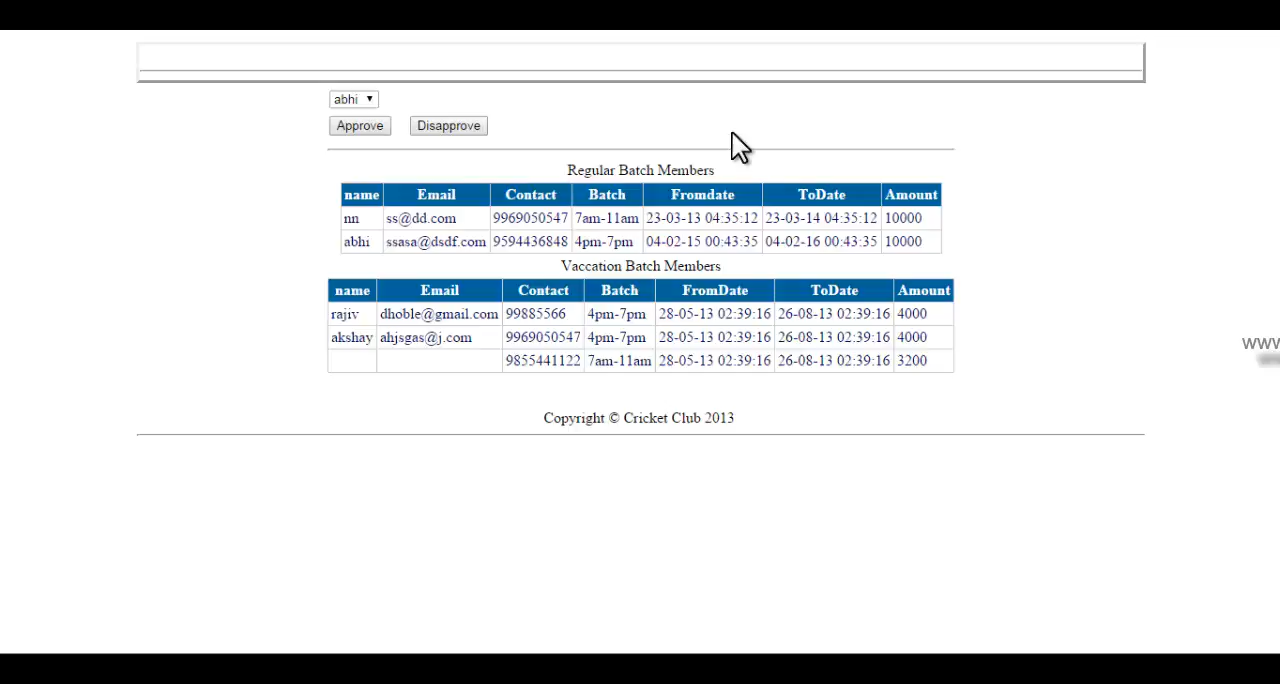 abhi
Approve Disapprove
Regular Batch Members
name Email Contact Batch Fromdate ToDate Amount
nn ss@dd.com 9969050547 7am-11am 23-03-13 04:35:12 23-03-14 04:35:12 10000
abhi ssasa@dsdf.com 9594436848 4pm-7pm 04-02-15 00:43:35 04-02-16 00:43:35 10000
Vaccation Batch Members
name Email Contact Batch FromDate ToDate Amount
rajiv dhoble@gmail.com 99885566 4pm-7pm 28-05-13 02:39:16 26-08-13 02:39:16 4000
akshay ahjsgas@j.com 9969050547 4pm-7pm 28-05-13 02:39:16 26-08-13 02:39:16 4000
9855441122 7am-11am 28-05-13 02:39:16 26-08-13 02:39:16 3200
Copyright © Cricket Club 2013